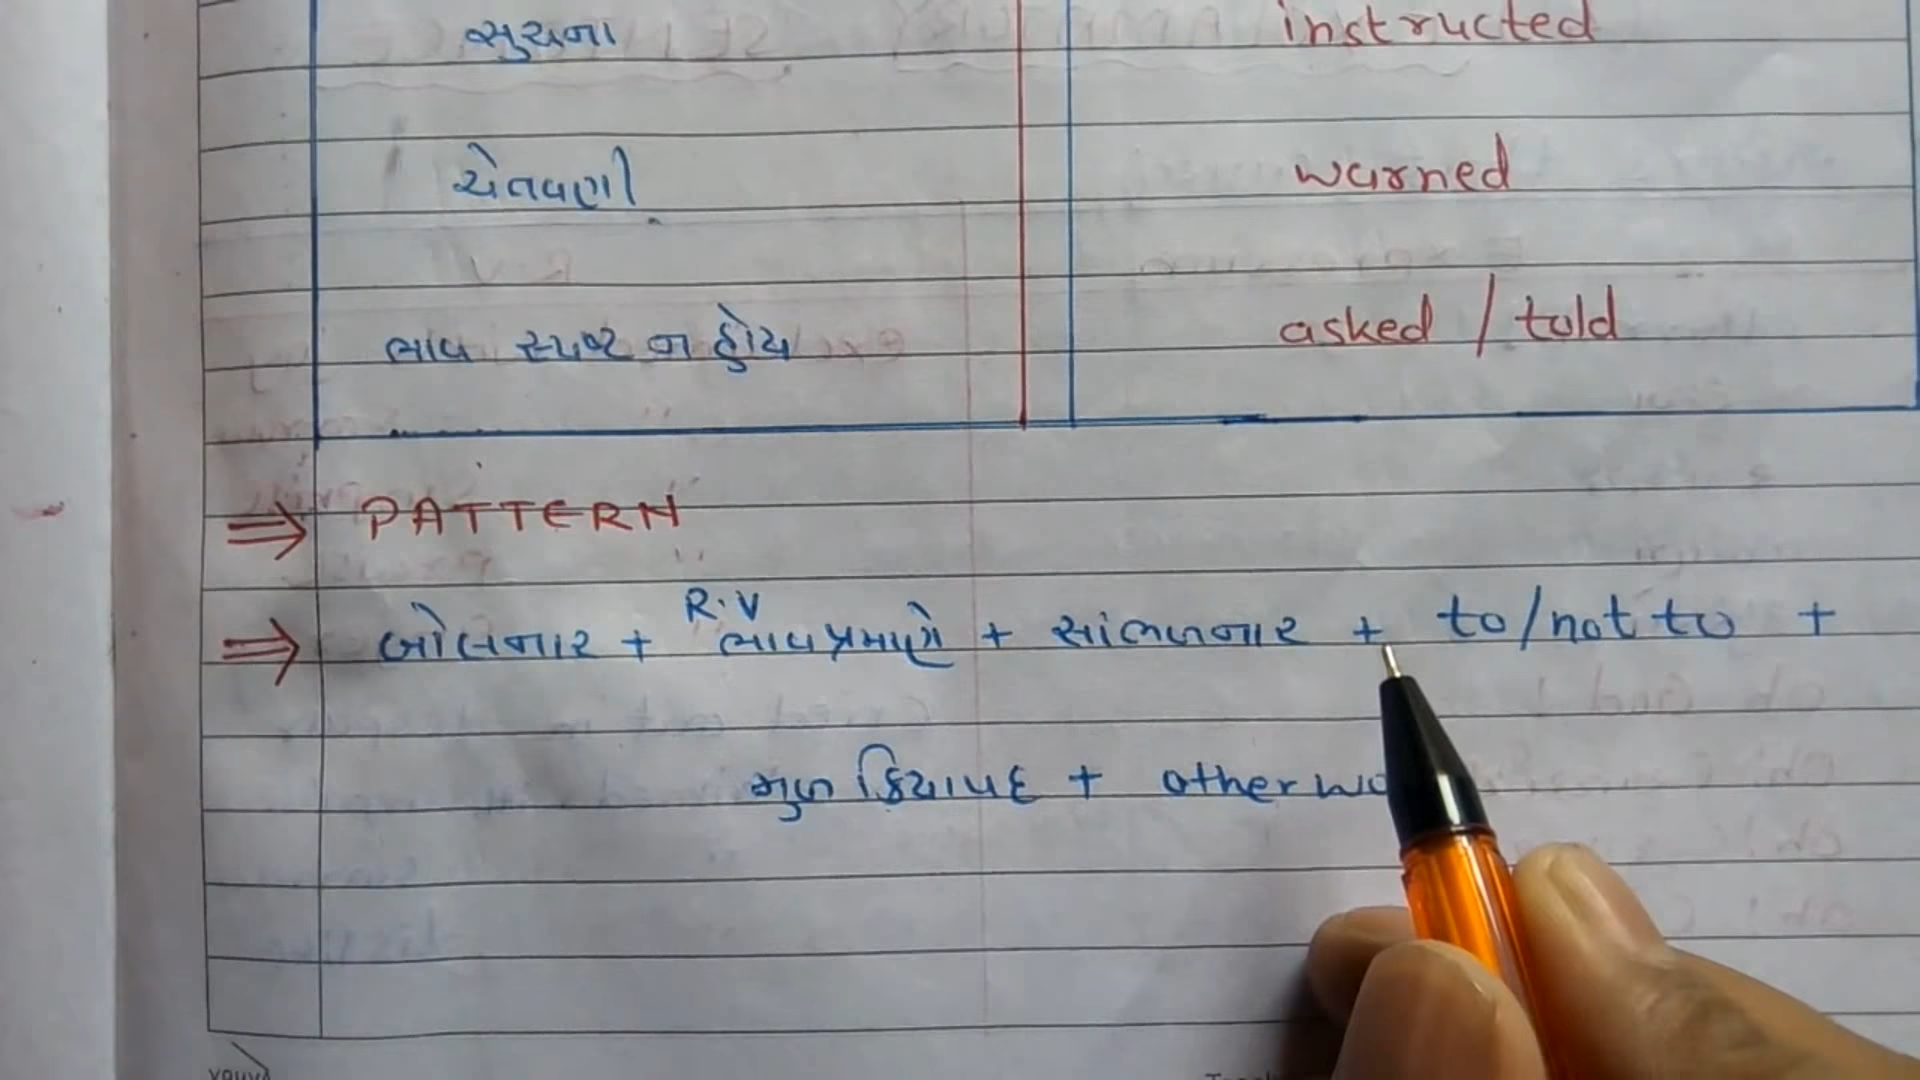 સુચના instructed
ચેતવણી warned
ભાવ સ્પષ્ટ ન હોય asked / told
⇒ PATTERN
R.V
⇒ બોલનાર + ભાવપ્રમાણે + સાંભળનાર + to/not to +
મુળ ક્રિયાપદ + other